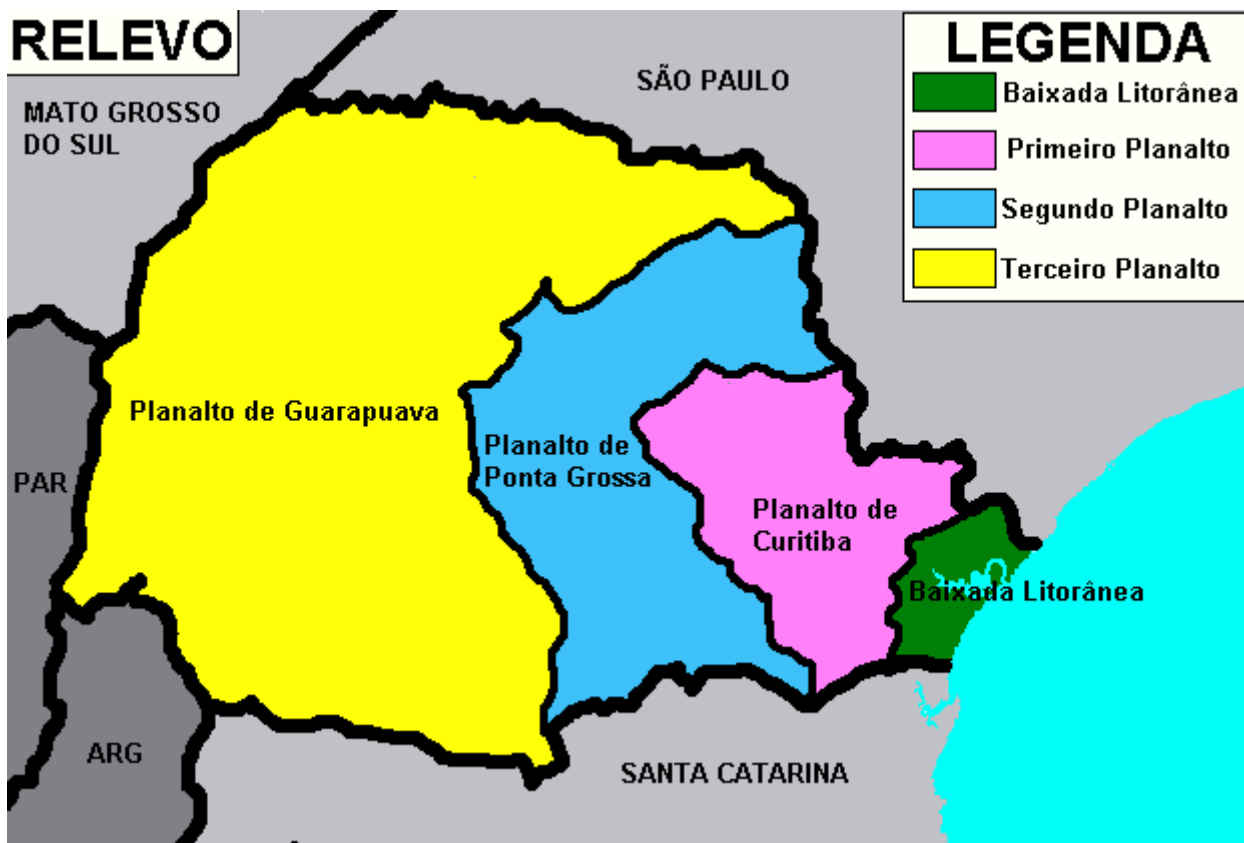 RELEVO
LEGENDA
Baixada Litorânea
Primeiro Planalto
Segundo Planalto
Terceiro Planalto
SÃO PAULO
MATO GROSSO
DO SUL
Planalto de Guarapuava
Planalto de
Ponta Grossa
PAR
Planalto de
Curitiba
Baixada Litorânea
ARG
SANTA CATARINA